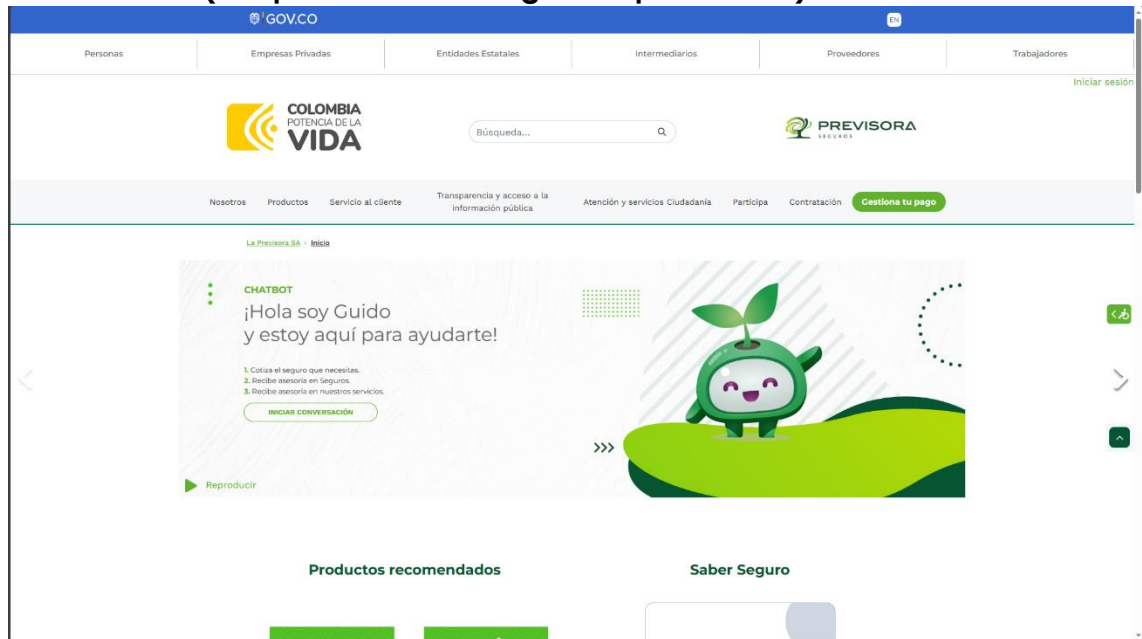 GOV.CO
EN
Personas
Empresas Privadas
Entidades Estatales
Intermediarios
Proveedores
Trabajadores
Iniciar sesión
COLOMBIA
POTENCIA DE LA
VIDA
Búsqueda...
PREVISORA
SEGUROS
Nosotros
Productos
Servicio al cliente
Transparencia y acceso a la
información pública
Atención y servicios Ciudadanía
Participa
Contratación
Gestiona tu pago
La Previsora SA › Inicio
CHATBOT
¡Hola soy Guido
y estoy aquí para ayudarte!
1. Cotiza el seguro que necesitas.
2. Recibe asesoría en Seguros.
3. Recibe asesoría en nuestros servicios.
INICIAR CONVERSACIÓN
>>>
Reproducir
Productos recomendados
Saber Seguro